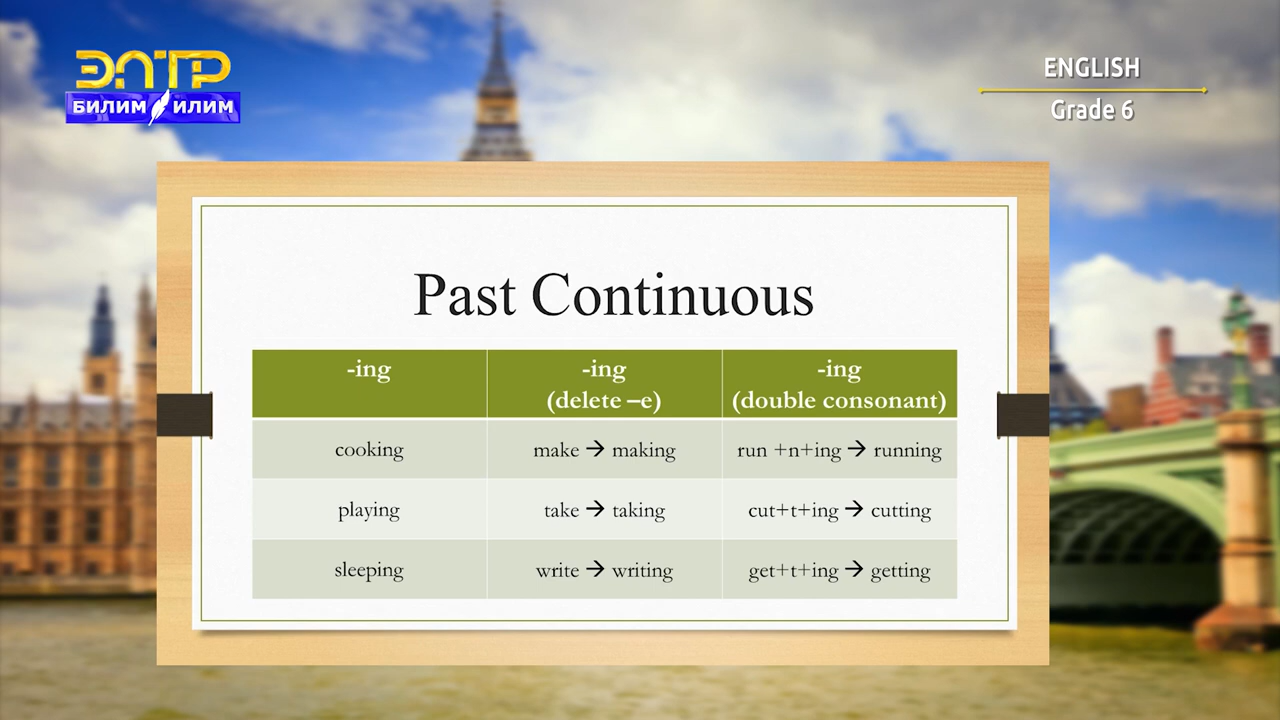 ЭЛТР
БИЛИМ ИЛИМ
ENGLISH
Grade 6
Past Continuous
-ing -ing -ing
(delete –e) (double consonant)
cooking make → making run +n+ing → running
playing take → taking cut+t+ing → cutting
sleeping write → writing get+t+ing → getting